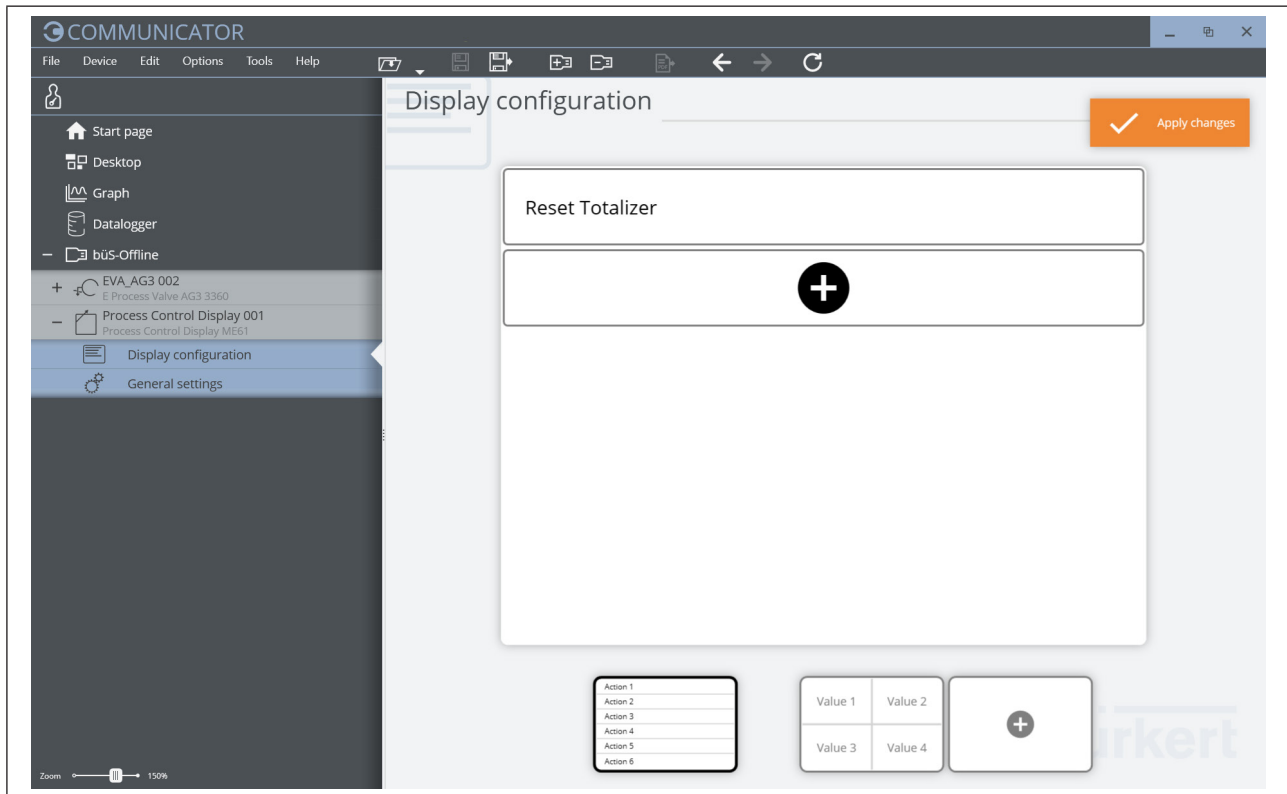 COMMUNICATOR
File Device Edit Options Tools Help
Display configuration
Apply changes
Start page
Desktop
Graph
Datalogger
büS-Offline
EVA_AG3 002
E Process Valve AG3 3360
Process Control Display 001
Process Control Display ME61
Display configuration
General settings
Reset Totalizer
Action 1
Action 2
Action 3
Action 4
Action 5
Action 6
Value 1 Value 2
Value 3 Value 4
Zoom 150%